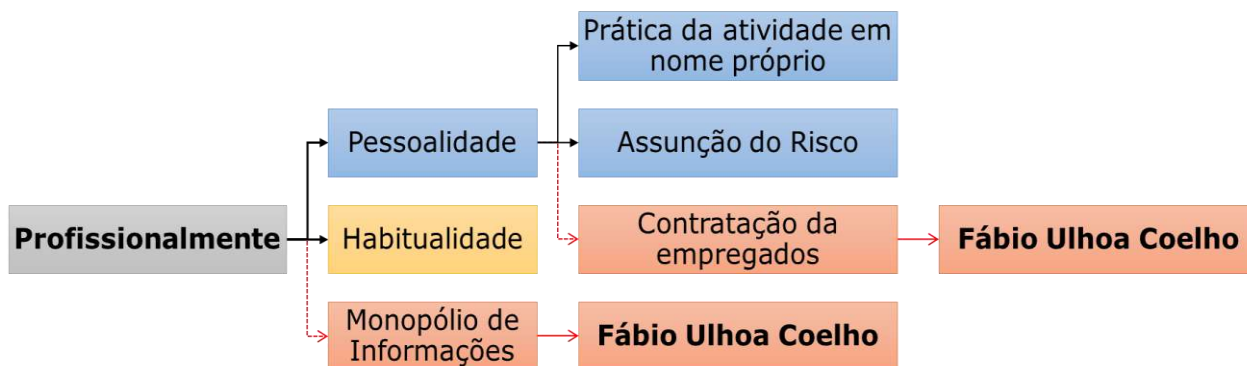 Prática da atividade em
nome próprio
Pessoalidade
Assunção do Risco
Profissionalmente
Habitualidade
Contratação da
empregados
Fábio Ulhoa Coelho
Monopólio de
Informações
Fábio Ulhoa Coelho